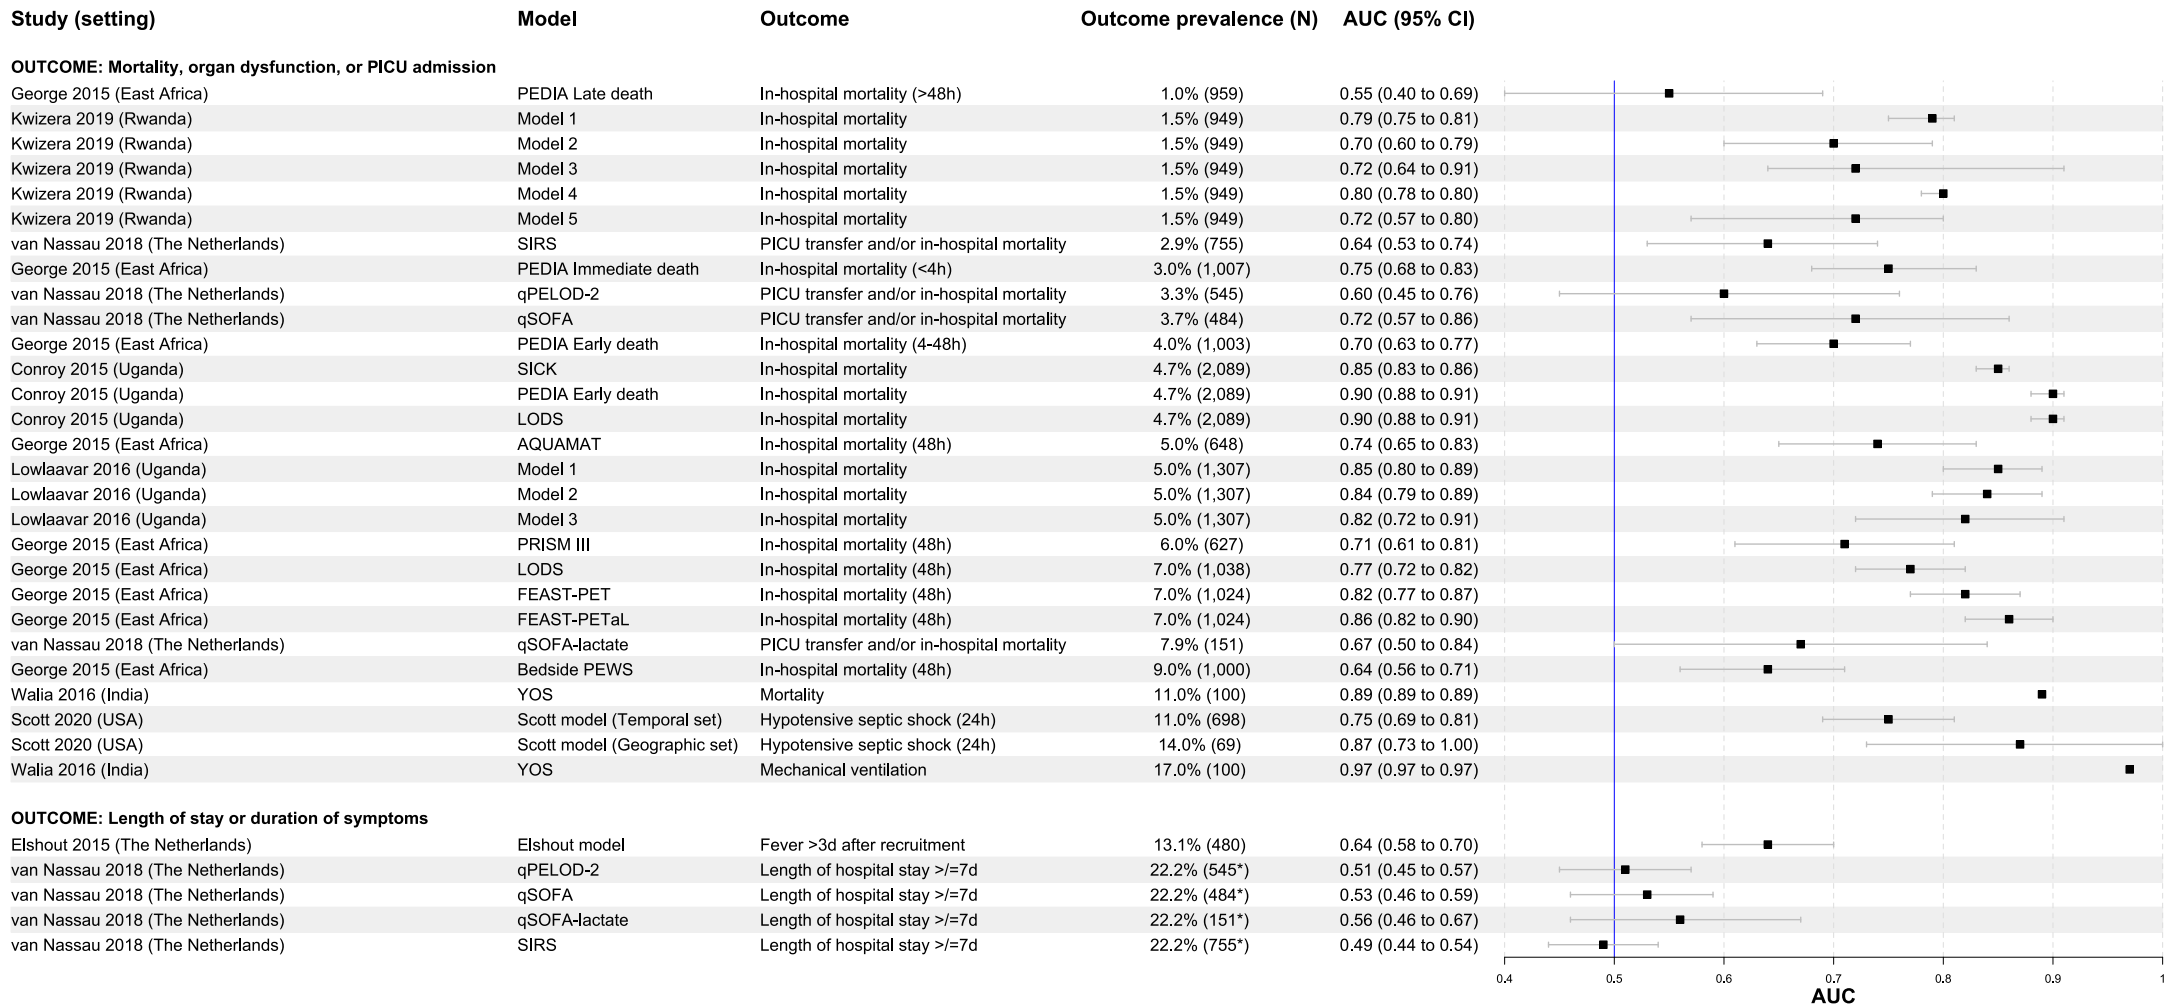 Study (setting) Model Outcome Outcome prevalence (N) AUC (95% CI)
OUTCOME: Mortality, organ dysfunction, or PICU admission
George 2015 (East Africa) PEDIA Late death In-hospital mortality (>48h) 1.0% (959) 0.55 (0.40 to 0.69)
Kwizera 2019 (Rwanda) Model 1 In-hospital mortality 1.5% (949) 0.79 (0.75 to 0.81)
Kwizera 2019 (Rwanda) Model 2 In-hospital mortality 1.5% (949) 0.70 (0.60 to 0.79)
Kwizera 2019 (Rwanda) Model 3 In-hospital mortality 1.5% (949) 0.72 (0.64 to 0.91)
Kwizera 2019 (Rwanda) Model 4 In-hospital mortality 1.5% (949) 0.80 (0.78 to 0.80)
Kwizera 2019 (Rwanda) Model 5 In-hospital mortality 1.5% (949) 0.72 (0.57 to 0.80)
van Nassau 2018 (The Netherlands) SIRS PICU transfer and/or in-hospital mortality 2.9% (755) 0.64 (0.53 to 0.74)
George 2015 (East Africa) PEDIA Immediate death In-hospital mortality (<4h) 3.0% (1,007) 0.75 (0.68 to 0.83)
van Nassau 2018 (The Netherlands) qPELOD-2 PICU transfer and/or in-hospital mortality 3.3% (545) 0.60 (0.45 to 0.76)
van Nassau 2018 (The Netherlands) qSOFA PICU transfer and/or in-hospital mortality 3.7% (484) 0.72 (0.57 to 0.86)
George 2015 (East Africa) PEDIA Early death In-hospital mortality (4-48h) 4.0% (1,003) 0.70 (0.63 to 0.77)
Conroy 2015 (Uganda) SICK In-hospital mortality 4.7% (2,089) 0.85 (0.83 to 0.86)
Conroy 2015 (Uganda) PEDIA Early death In-hospital mortality 4.7% (2,089) 0.90 (0.88 to 0.91)
Conroy 2015 (Uganda) LODS In-hospital mortality 4.7% (2,089) 0.90 (0.88 to 0.91)
George 2015 (East Africa) AQUAMAT In-hospital mortality (48h) 5.0% (648) 0.74 (0.65 to 0.83)
Lowlaavar 2016 (Uganda) Model 1 In-hospital mortality 5.0% (1,307) 0.85 (0.80 to 0.89)
Lowlaavar 2016 (Uganda) Model 2 In-hospital mortality 5.0% (1,307) 0.84 (0.79 to 0.89)
Lowlaavar 2016 (Uganda) Model 3 In-hospital mortality 5.0% (1,307) 0.82 (0.72 to 0.91)
George 2015 (East Africa) PRISM III In-hospital mortality (48h) 6.0% (627) 0.71 (0.61 to 0.81)
George 2015 (East Africa) LODS In-hospital mortality (48h) 7.0% (1,038) 0.77 (0.72 to 0.82)
George 2015 (East Africa) FEAST-PET In-hospital mortality (48h) 7.0% (1,024) 0.82 (0.77 to 0.87)
George 2015 (East Africa) FEAST-PETaL In-hospital mortality (48h) 7.0% (1,024) 0.86 (0.82 to 0.90)
van Nassau 2018 (The Netherlands) qSOFA-lactate PICU transfer and/or in-hospital mortality 7.9% (151) 0.67 (0.50 to 0.84)
George 2015 (East Africa) Bedside PEWS In-hospital mortality (48h) 9.0% (1,000) 0.64 (0.56 to 0.71)
Walia 2016 (India) YOS Mortality 11.0% (100) 0.89 (0.89 to 0.89)
Scott 2020 (USA) Scott model (Temporal set) Hypotensive septic shock (24h) 11.0% (698) 0.75 (0.69 to 0.81)
Scott 2020 (USA) Scott model (Geographic set) Hypotensive septic shock (24h) 14.0% (69) 0.87 (0.73 to 1.00)
Walia 2016 (India) YOS Mechanical ventilation 17.0% (100) 0.97 (0.97 to 0.97)
OUTCOME: Length of stay or duration of symptoms
Elshout 2015 (The Netherlands) Elshout model Fever >3d after recruitment 13.1% (480) 0.64 (0.58 to 0.70)
van Nassau 2018 (The Netherlands) qPELOD-2 Length of hospital stay >/=7d 22.2% (545*) 0.51 (0.45 to 0.57)
van Nassau 2018 (The Netherlands) qSOFA Length of hospital stay >/=7d 22.2% (484*) 0.53 (0.46 to 0.59)
van Nassau 2018 (The Netherlands) qSOFA-lactate Length of hospital stay >/=7d 22.2% (151*) 0.56 (0.46 to 0.67)
van Nassau 2018 (The Netherlands) SIRS Length of hospital stay >/=7d 22.2% (755*) 0.49 (0.44 to 0.54)
0.4 0.5 0.6 0.7 0.8 0.9 1
AUC